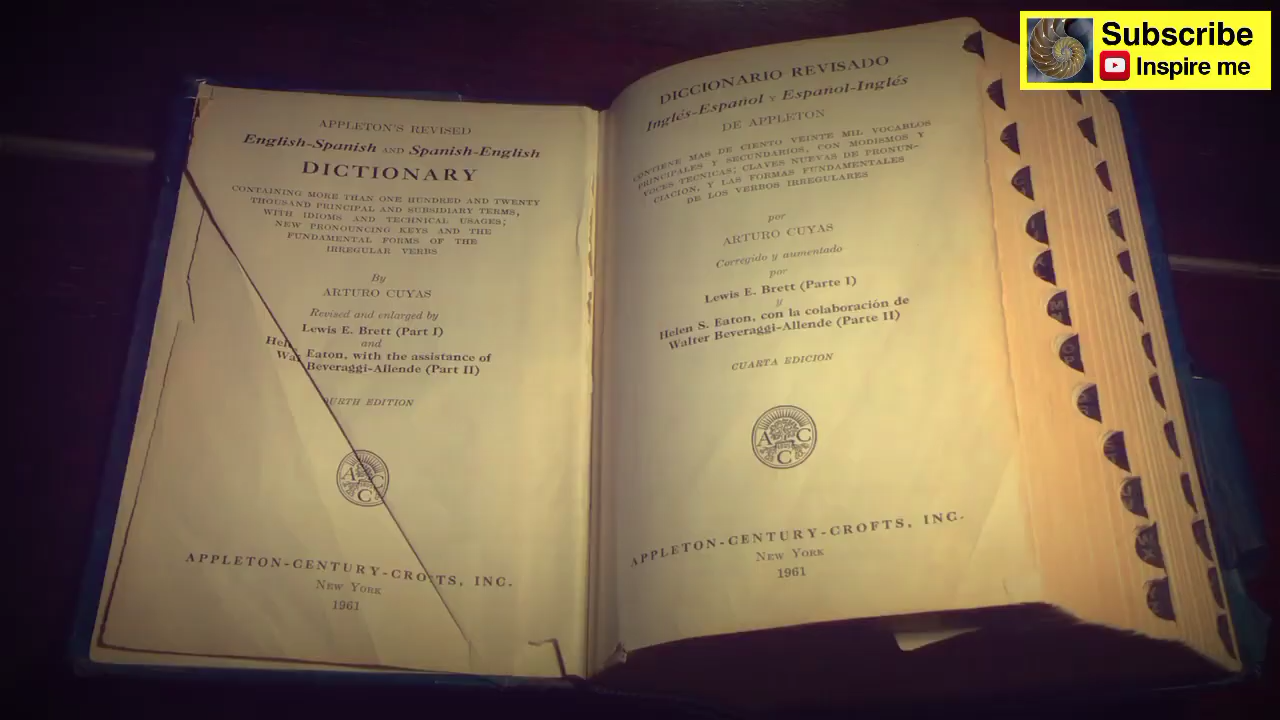 Subscribe
Inspire me
APPLETON'S REVISED
English-Spanish AND Spanish-English
DICTIONARY
CONTAINING MORE THAN ONE HUNDRED AND TWENTY
THOUSAND PRINCIPAL AND SUBSIDIARY TERMS,
WITH IDIOMS AND TECHNICAL USAGES;
NEW PRONOUNCING KEYS AND THE
FUNDAMENTAL FORMS OF THE
IRREGULAR VERBS
By
ARTURO CUYAS
Revised and enlarged by
Lewis E. Brett (Part I)
and
Eaton, with the assistance of
Beveraggi-Allende (Part II)
EDITION
ACC
APPLETON-CENTURY-CROFTS, INC.
New York
1961
DICCIONARIO REVISADO
Inglés-Español Y Español-Inglés
DE APPLETON
CONTIENE MAS DE CIENTO VEINTE MIL VOCABLOS
PRINCIPALES Y SECUNDARIOS, CON MODISMOS Y
VOCES TECNICAS; CLAVES NUEVAS DE PRONUN-
CIACION, Y LAS FORMAS FUNDAMENTALES
DE LOS VERBOS IRREGULARES
por
ARTURO CUYAS
Corregido y aumentado
por
Lewis E. Brett (Parte I)
y
Helen S. Eaton, con la colaboración de
Walter Beveraggi-Allende (Parte II)
CUARTA EDICION
ACC
APPLETON-CENTURY-CROFTS, INC.
New York
1961